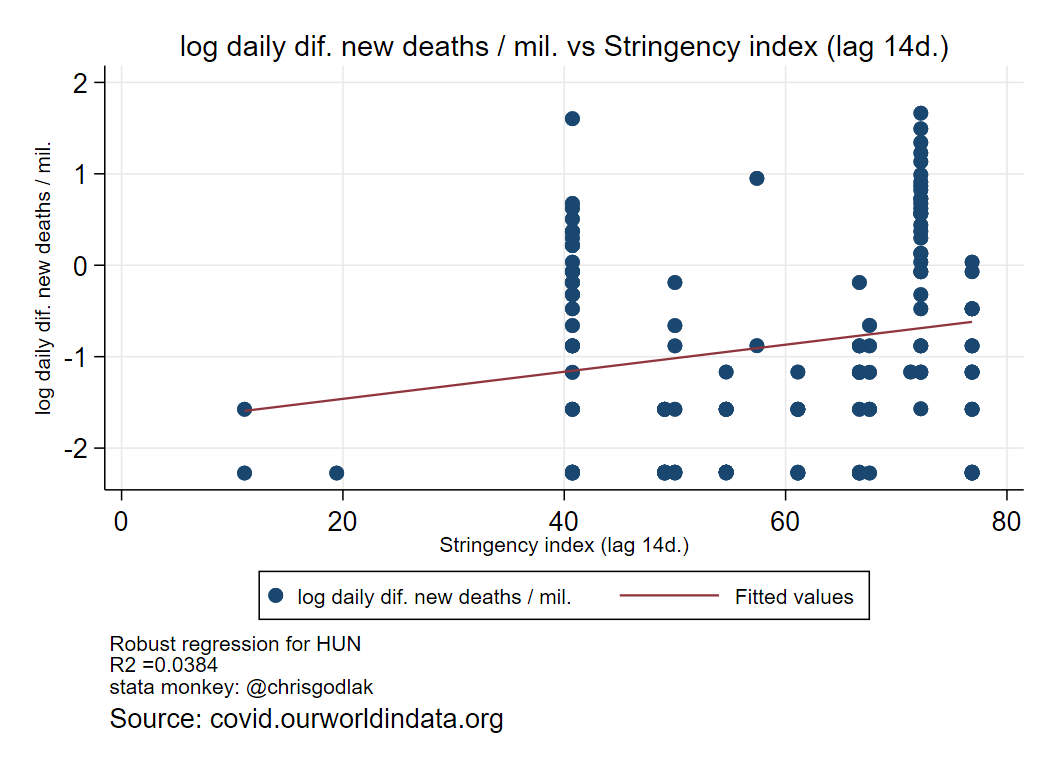 log daily dif. new deaths / mil. vs Stringency index (lag 14d.)
log daily dif. new deaths / mil.
2
1
0
-1
-2
0 20 40 60 80
Stringency index (lag 14d.)
log daily dif. new deaths / mil. Fitted values
Robust regression for HUN
R2 =0.0384
stata monkey: @chrisgodlak
Source: covid.ourworldindata.org